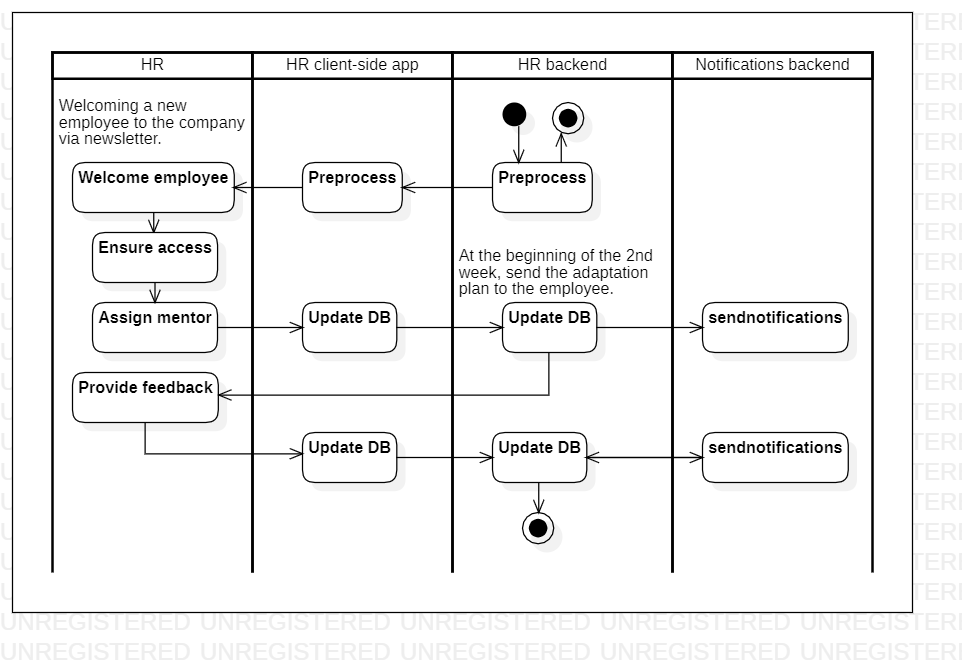 HR
HR client-side app
HR backend
Notifications backend
Welcoming a new
employee to the company
via newsletter.
Welcome employee
Preprocess
Preprocess
Ensure access
At the beginning of the 2nd
week, send the adaptation
plan to the employee.
Assign mentor
Update DB
Update DB
sendnotifications
Provide feedback
Update DB
Update DB
sendnotifications
UNREGISTERED UNREGISTERED UNREGISTERED UNREGISTERED UNREGISTERI
UNREGISTERED UNREGISTERED UNREGISTERED UNREGISTERED UNREGISTERI